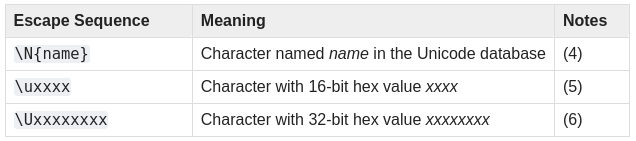 Escape Sequence Meaning Notes
\N{name} Character named name in the Unicode database (4)
\uxxxx Character with 16-bit hex value xxxx (5)
\Uxxxxxxxx Character with 32-bit hex value xxxxxxxx (6)